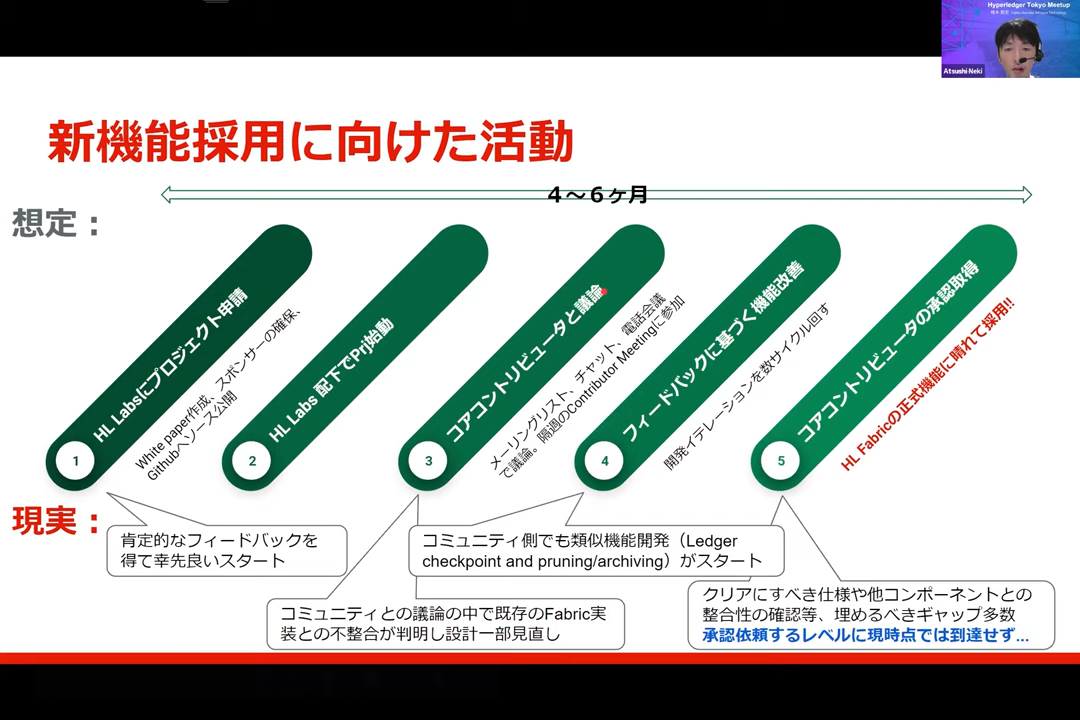 Hyperledger Tokyo Meetup
Atsushi Neki
新機能採用に向けた活動
4～6ヶ月
想定：
1
HL Labsにプロジェクト申請
White paper作成、スポンサーの確保、
Githubへソース公開
2
HL Labs 配下でPrj始動
3
コアコントリビュータと議論
メーリングリスト、チャット、電話会議
で議論。隔週のContributor Meetingに参加
4
フィードバックに基づく機能改善
開発イテレーションを数サイクル回す
5
コアコントリビュータの承認取得
HL Fabricの正式機能に晴れて採用!!
現実：
肯定的なフィードバックを
得て幸先良いスタート
コミュニティとの議論の中で既存のFabric実
装との不整合が判明し設計一部見直し
コミュニティ側でも類似機能開発（Ledger
checkpoint and pruning/archiving）がスタート
クリアにすべき仕様や他コンポーネントとの
整合性の確認等、埋めるべきギャップ多数
承認依頼するレベルに現時点では到達せず...